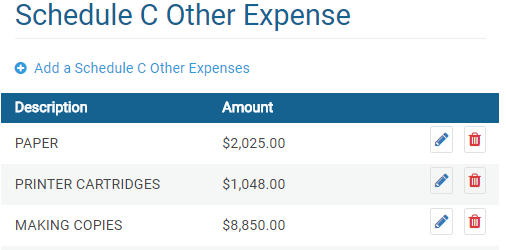 Schedule C Other Expense
Add a Schedule C Other Expenses
Description Amount
PAPER $2,025.00
PRINTER CARTRIDGES $1,048.00
MAKING COPIES $8,850.00